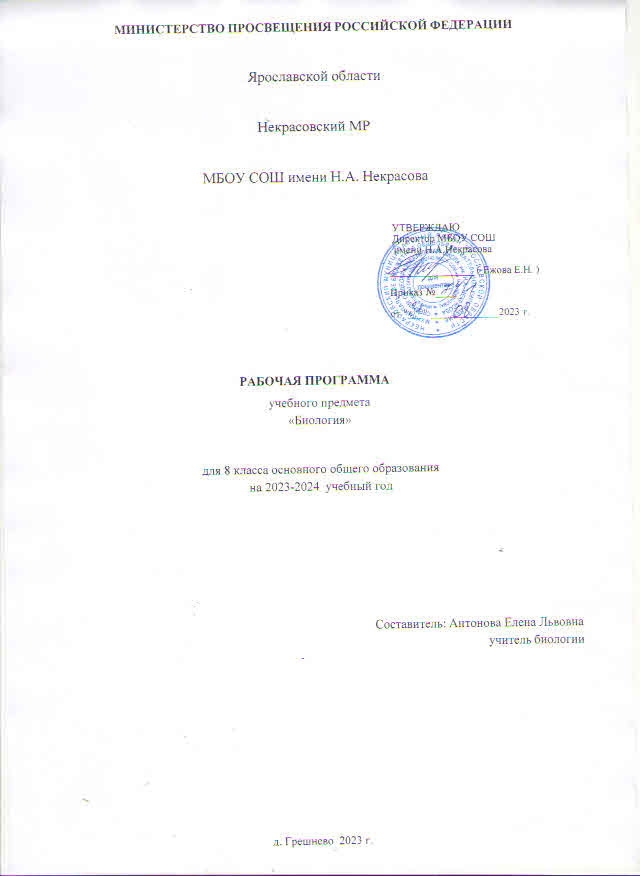 МИНИСТЕРСТВО ПРОСВЕЩЕНИЯ РОССИЙСКОЙ ФЕДЕРАЦИИ
Ярославской области
Некрасовский МР
МБОУ СОШ имени Н.А. Некрасова
УТВЕРЖДАЮ
Директор МБОУ СОШ
имени Н.А.Некрасова
( Ежова Е.Н. )
Приказ №
2023 г.
РАБОЧАЯ ПРОГРАММА
учебного предмета
«Биология»
для 8 класса основного общего образования
на 2023-2024 учебный год
Составитель: Антонова Елена Львовна
учитель биологии
д. Грешнево 2023 г.